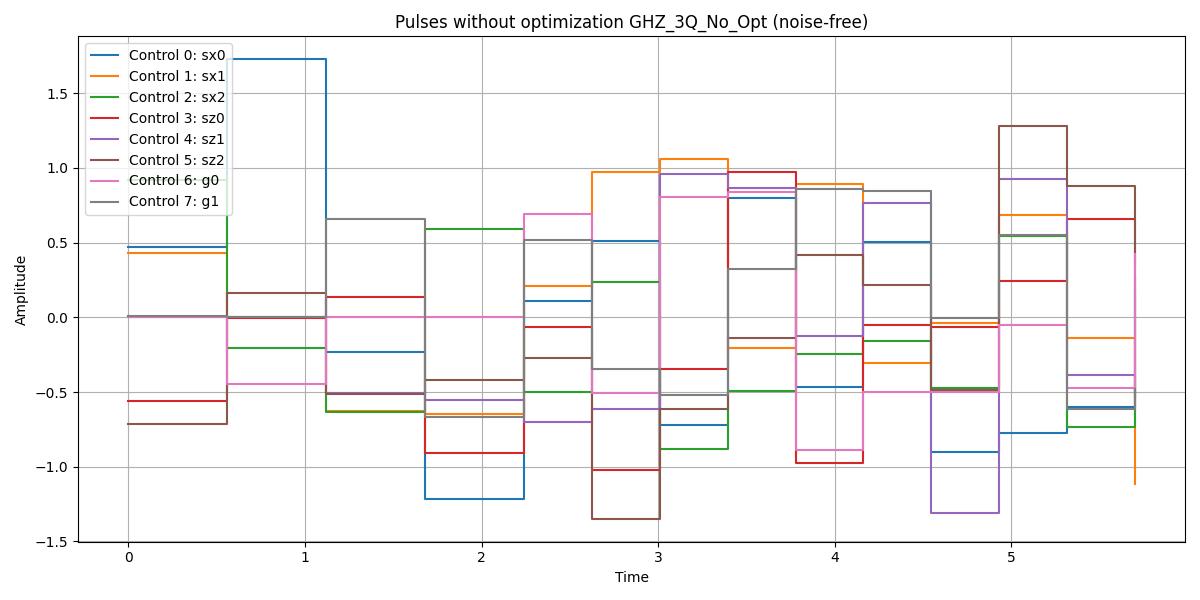 Pulses without optimization GHZ_3Q_No_Opt (noise-free)
Control 0: sx0
Control 1: sx1
Control 2: sx2
Control 3: sz0
Control 4: sz1
Control 5: sz2
Control 6: g0
Control 7: g1
1.5
1.0
0.5
0.0
−0.5
−1.0
−1.5
Amplitude
0 1 2 3 4 5
Time